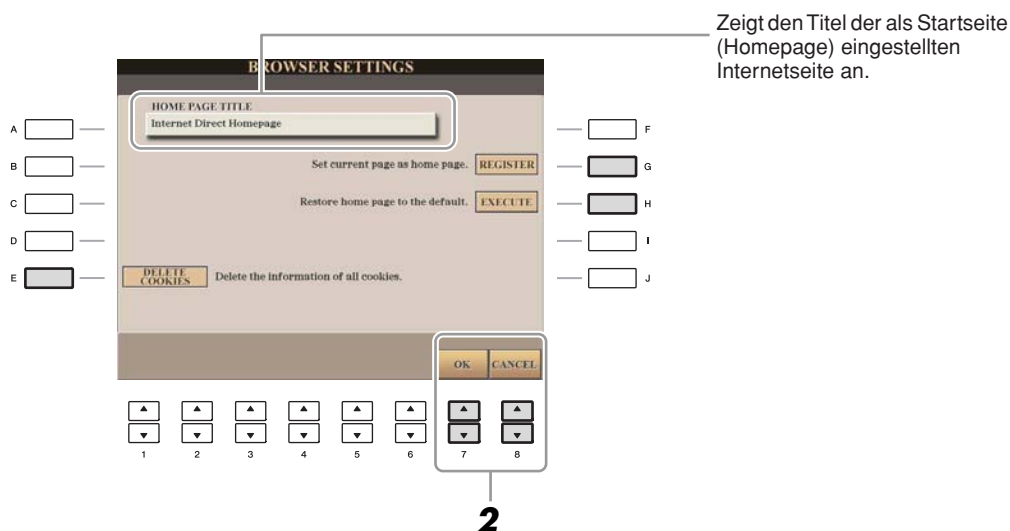 Zeigt den Titel der als Startseite
(Homepage) eingestellten
Internetseite an.
BROWSER SETTINGS
HOME PAGE TITLE
Internet Direct Homepage
A
F
B
Set current page as home page. REGISTER
G
C
Restore home page to the default. EXECUTE
H
D
I
E
DELETE
COOKIES
Delete the information of all cookies.
J
OK CANCEL
1 2 3 4 5 6 7 8
2